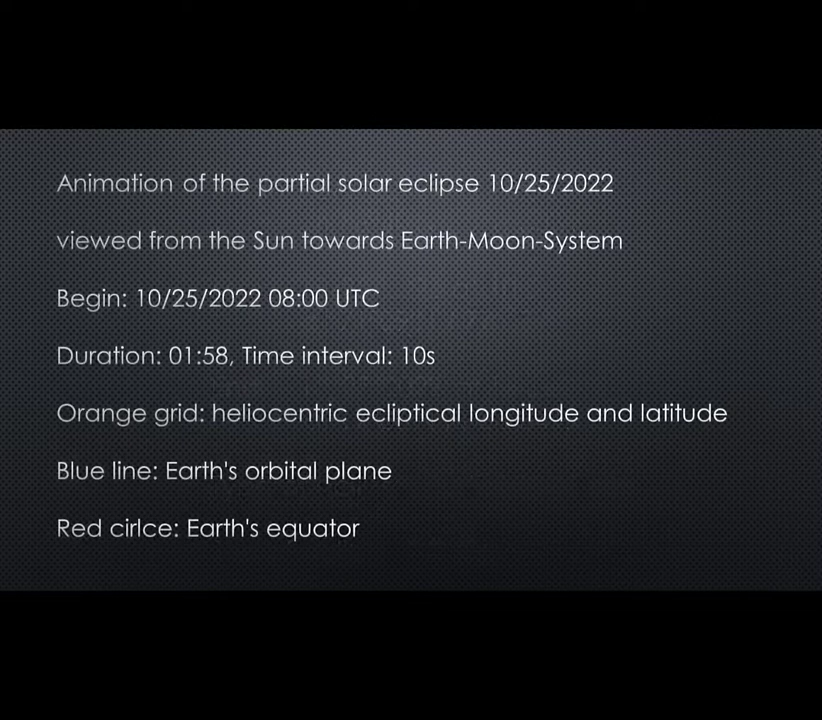 Animation of the partial solar eclipse 10/25/2022
viewed from the Sun towards Earth-Moon-System
Begin: 10/25/2022 08:00 UTC
Duration: 01:58, Time interval: 10s
Orange grid: heliocentric ecliptical longitude and latitude
Blue line: Earth's orbital plane
Red cirlce: Earth's equator